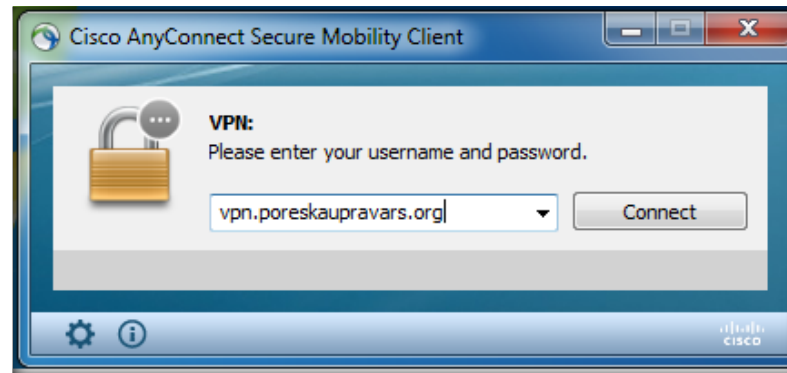 Cisco AnyConnect Secure Mobility Client
VPN:
Please enter your username and password.
vpn.poreskaupravars.org
Connect
CISCO